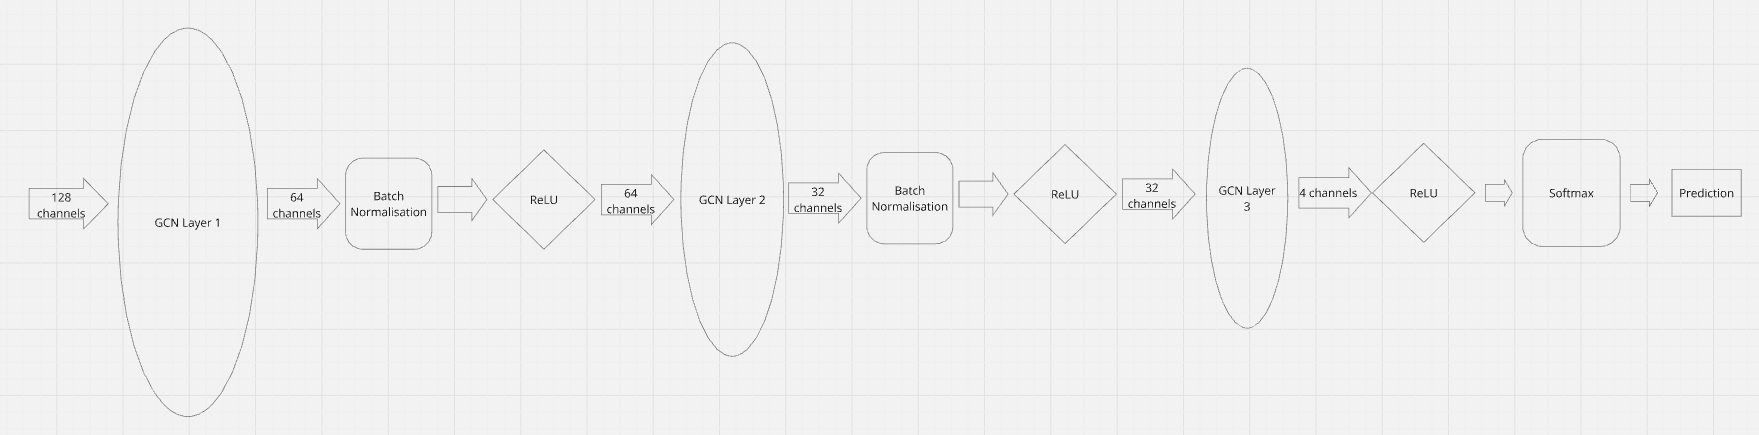 128
channels
GCN Layer 1
64
channels
Batch
Normalisation
ReLU
64
channels
GCN Layer 2
32
channels
Batch
Normalisation
ReLU
32
channels
GCN Layer
3
4 channels
ReLU
Softmax
Prediction